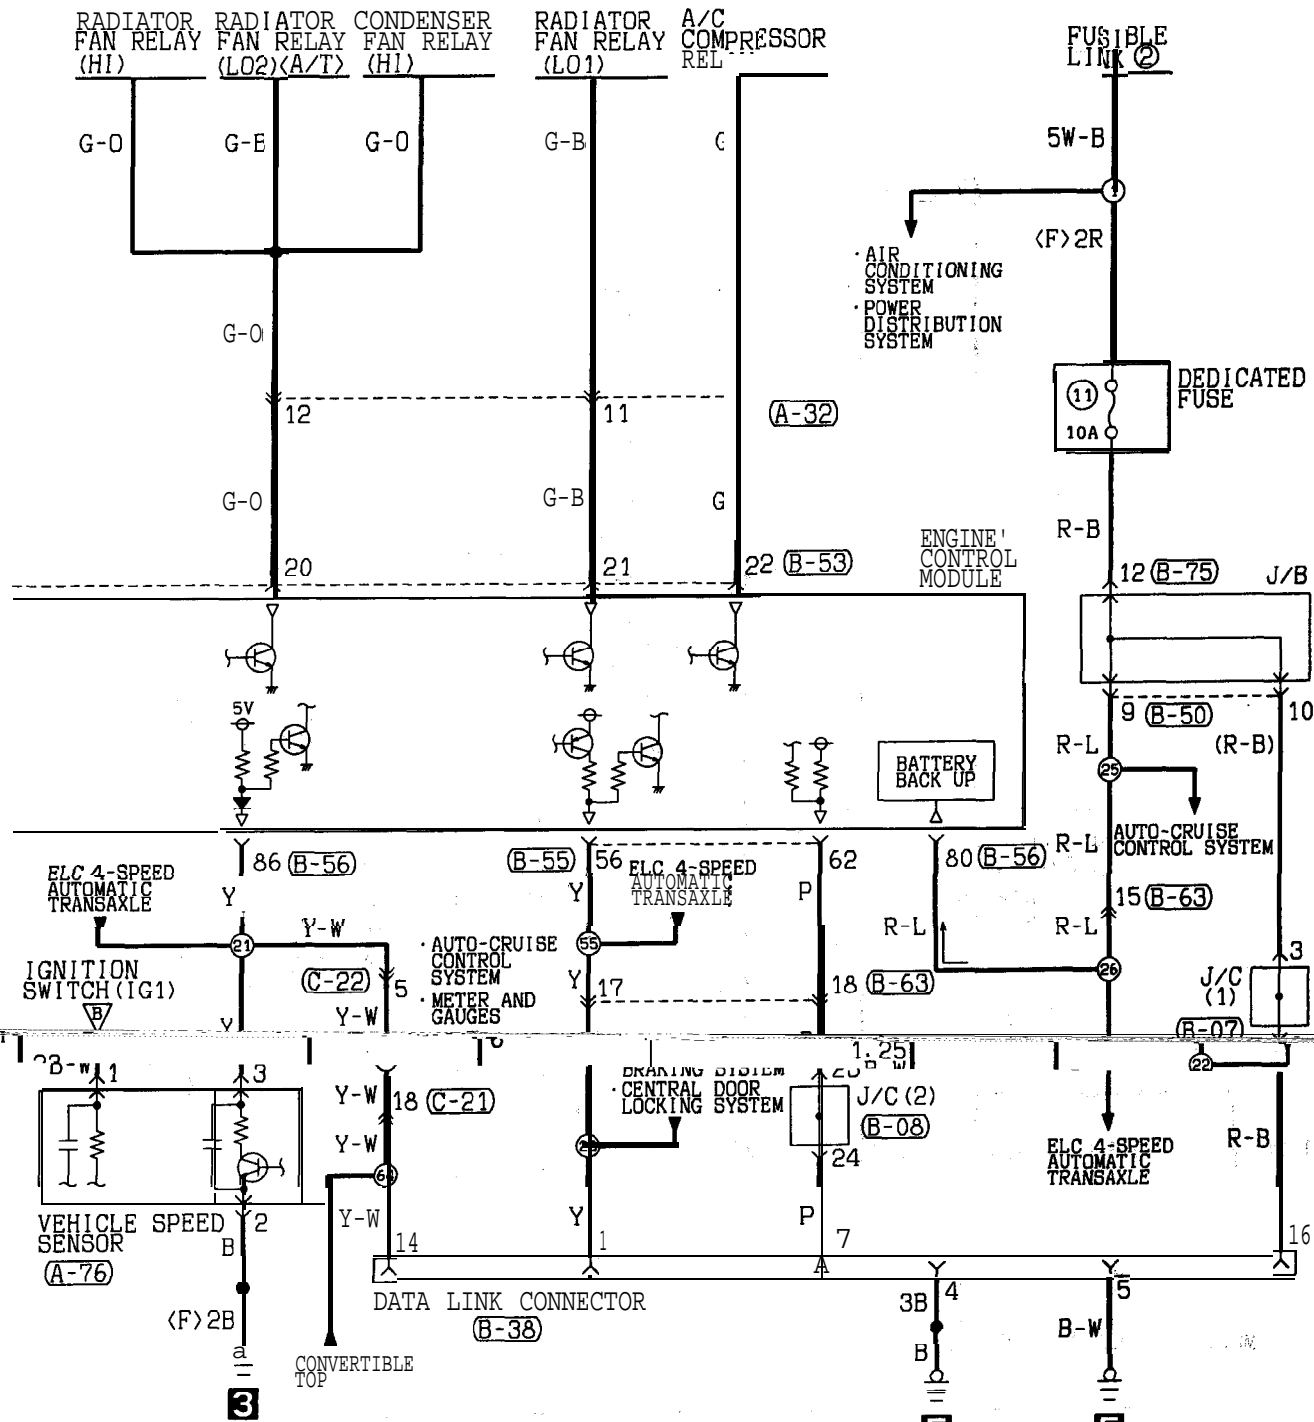 RADIATOR
FAN RELAY
(HI)
RADIATOR
FAN RELAY
(LO2)<A/T>
CONDENSER
FAN RELAY
(HI)
RADIATOR
FAN RELAY
(LO1)
A/C
COMPRESSOR
REL
FUSIBLE
LINK ②
G-O
G-B
G-O
G-B
G
5W-B
1
<F>2R
· AIR
CONDITIONING
SYSTEM
· POWER
DISTRIBUTION
SYSTEM
G-O
11
10A
DEDICATED
FUSE
12
11
A-32
G-O
G-B
G
R-B
ENGINE'
CONTROL
MODULE
20
21
22 B-53
12 B-75
J/B
5V
9 B-50
10
R-L
(R-B)
25
BATTERY
BACK UP
AUTO-CRUISE
CONTROL SYSTEM
86 B-56
B-55 56
62
80 B-56
R-L
ELC 4-SPEED
AUTOMATIC
TRANSAXLE
ELC 4-SPEED
AUTOMATIC
TRANSAXLE
Y
Y
P
15 B-63
R-L
R-L
Y-W
21
55
26
· AUTO-CRUISE
CONTROL
SYSTEM
· METER AND
GAUGES
IGNITION
SWITCH(IG1)
B
C-22
5
Y
17
18 B-63
3
J/C
(1)
Y
Y-W
B-07
1.25
B-W
22
1
3
BRAKING SYSTEM
· CENTRAL DOOR
LOCKING SYSTEM
Y-W
18 C-21
J/C(2)
B-08
Y-W
24
ELC 4-SPEED
AUTOMATIC
TRANSAXLE
R-B
VEHICLE SPEED
SENSOR
A-76
2
B
Y-W
Y
P
14
1
7
16
A
4
5
DATA LINK CONNECTOR
B-38
<F>2B
a
3
CONVERTIBLE
TOP
3B
B
B-W